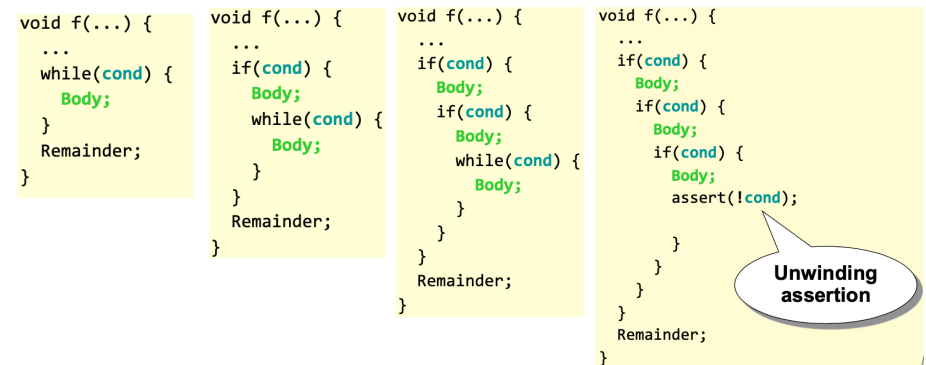 void f(...) {
...
while(cond) {
Body;
}
Remainder;
}
void f(...) {
...
if(cond) {
Body;
while(cond) {
Body;
}
}
Remainder;
}
void f(...) {
...
if(cond) {
Body;
if(cond) {
Body;
while(cond) {
Body;
}
}
}
Remainder;
}
void f(...) {
...
if(cond) {
Body;
if(cond) {
Body;
if(cond) {
Body;
assert(!cond);
}
}
}
}
Remainder;
}
Unwinding
assertion